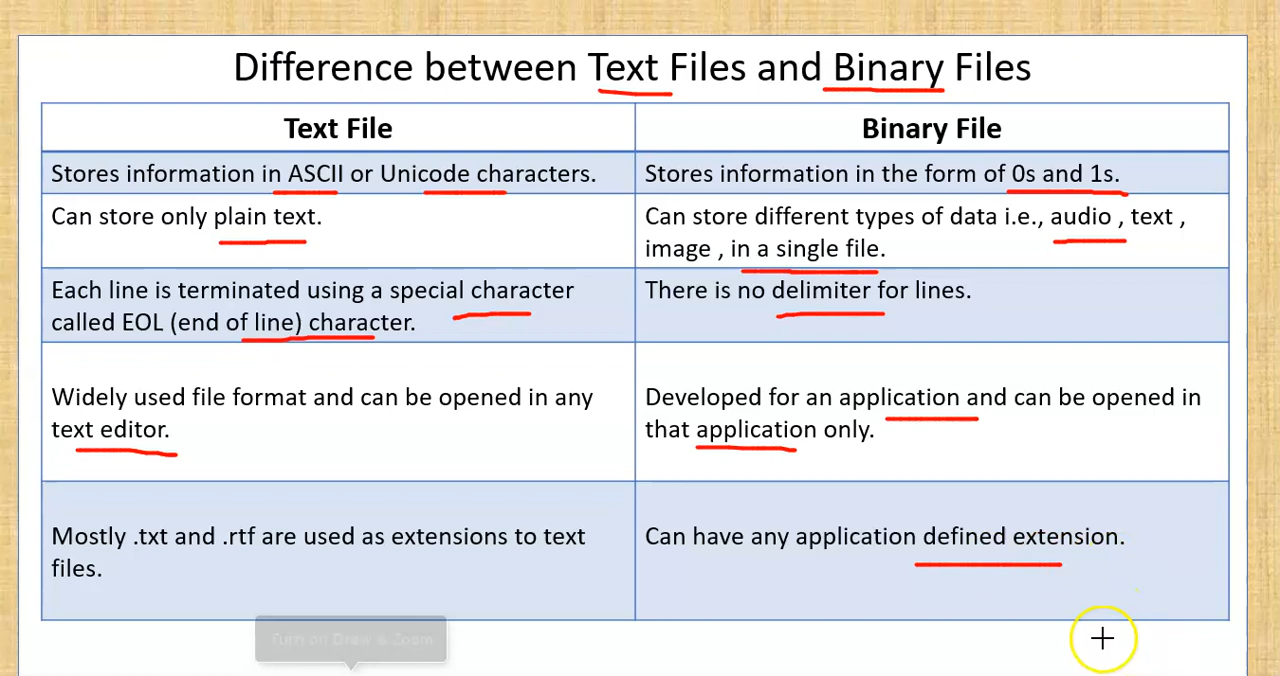 Difference between Text Files and Binary Files
Text File
Binary File
Stores information in ASCII or Unicode characters.
Stores information in the form of 0s and 1s.
Can store only plain text.
Can store different types of data i.e., audio , text ,
image , in a single file.
Each line is terminated using a special character
called EOL (end of line) character.
There is no delimiter for lines.
Widely used file format and can be opened in any
text editor.
Developed for an application and can be opened in
that application only.
Mostly .txt and .rtf are used as extensions to text
files.
Can have any application defined extension.